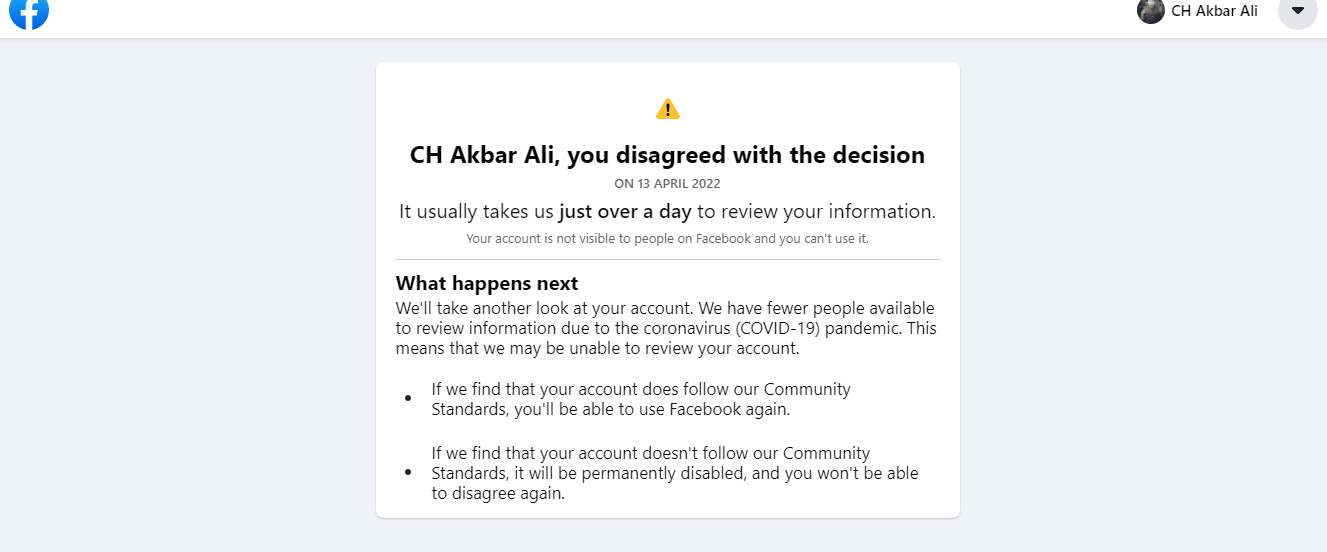 CH Akbar Ali
CH Akbar Ali, you disagreed with the decision
ON 13 APRIL 2022
It usually takes us just over a day to review your information.
Your account is not visible to people on Facebook and you can't use it.
What happens next
We'll take another look at your account. We have fewer people available
to review information due to the coronavirus (COVID-19) pandemic. This
means that we may be unable to review your account.
• If we find that your account does follow our Community
Standards, you'll be able to use Facebook again.
• If we find that your account doesn't follow our Community
Standards, it will be permanently disabled, and you won't be able
to disagree again.